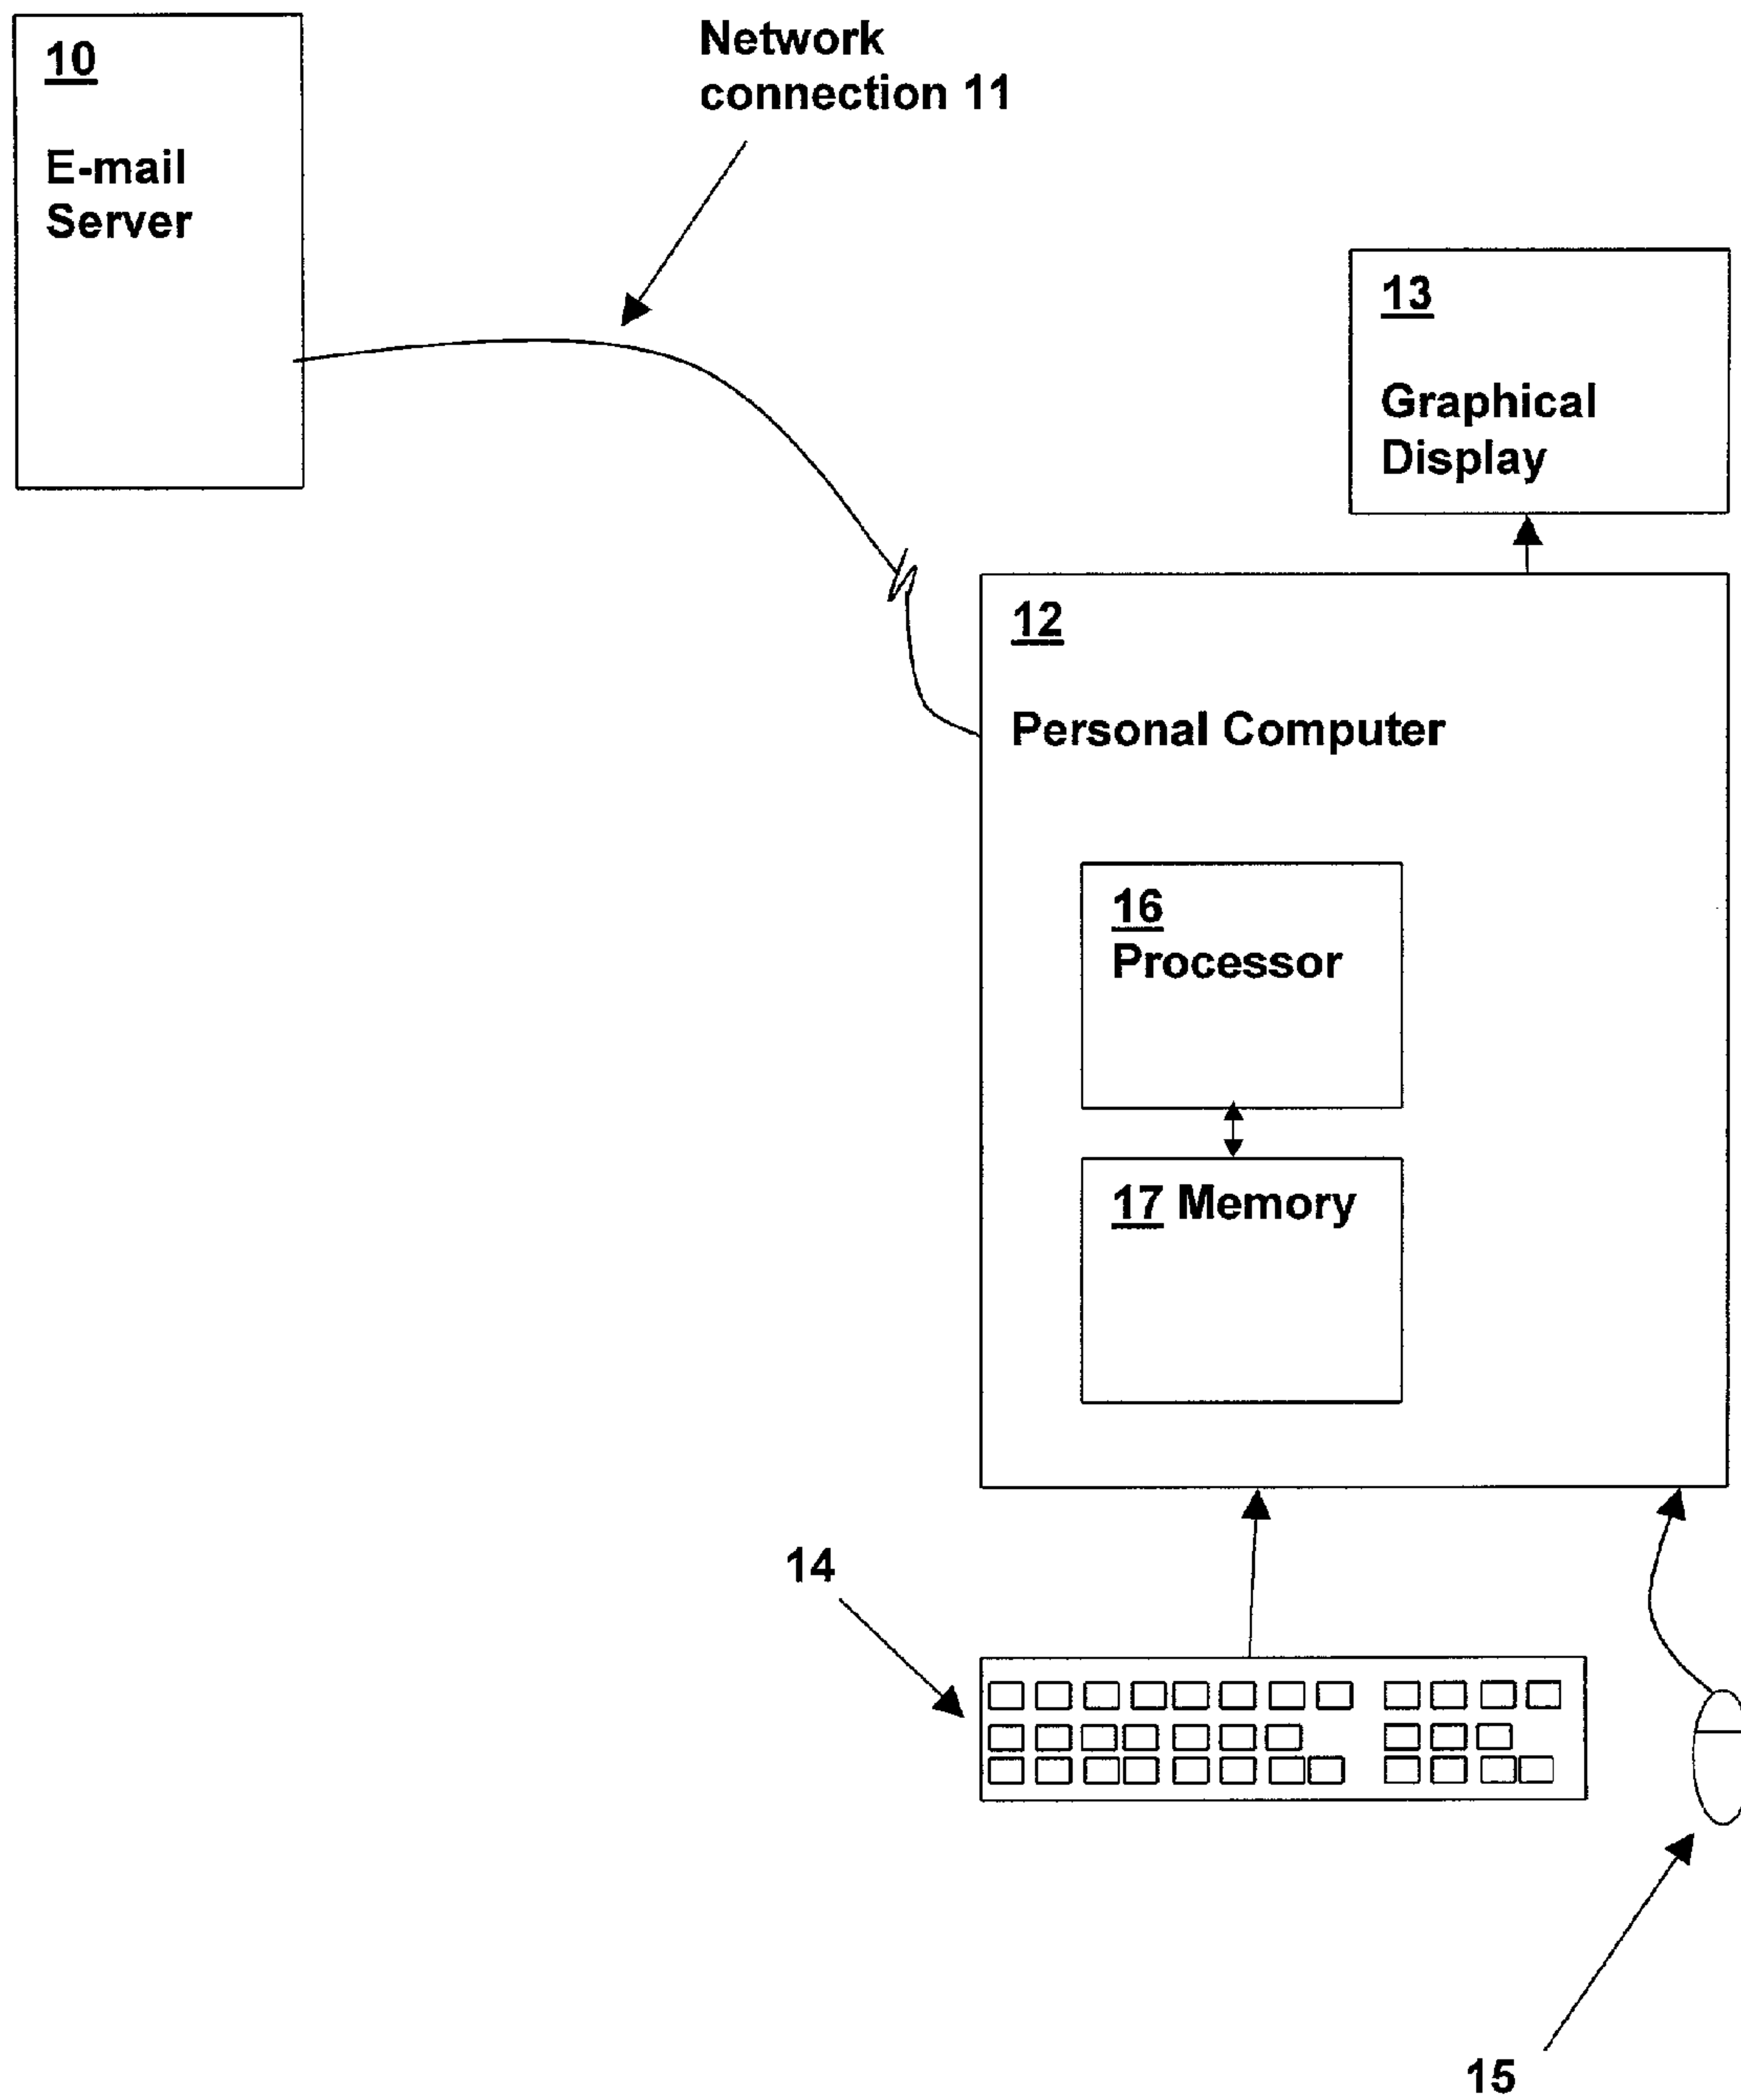 10
E-mail
Server
Network
connection 11
13
Graphical
Display
12
Personal Computer
16
Processor
17 Memory
14
15